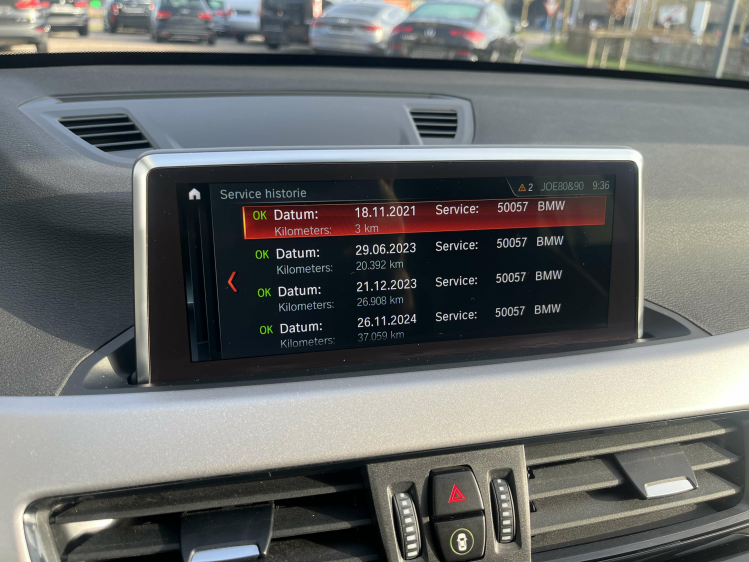 Service historie ⚠ 2 JOE80&90 9:36
OK Datum: 18.11.2021 Service: 50057 BMW
Kilometers: 3 km
OK Datum: 29.06.2023 Service: 50057 BMW
Kilometers: 20.392 km
OK Datum: 21.12.2023 Service: 50057 BMW
Kilometers: 26.908 km
OK Datum: 26.11.2024 Service: 50057 BMW
Kilometers: 37.059 km